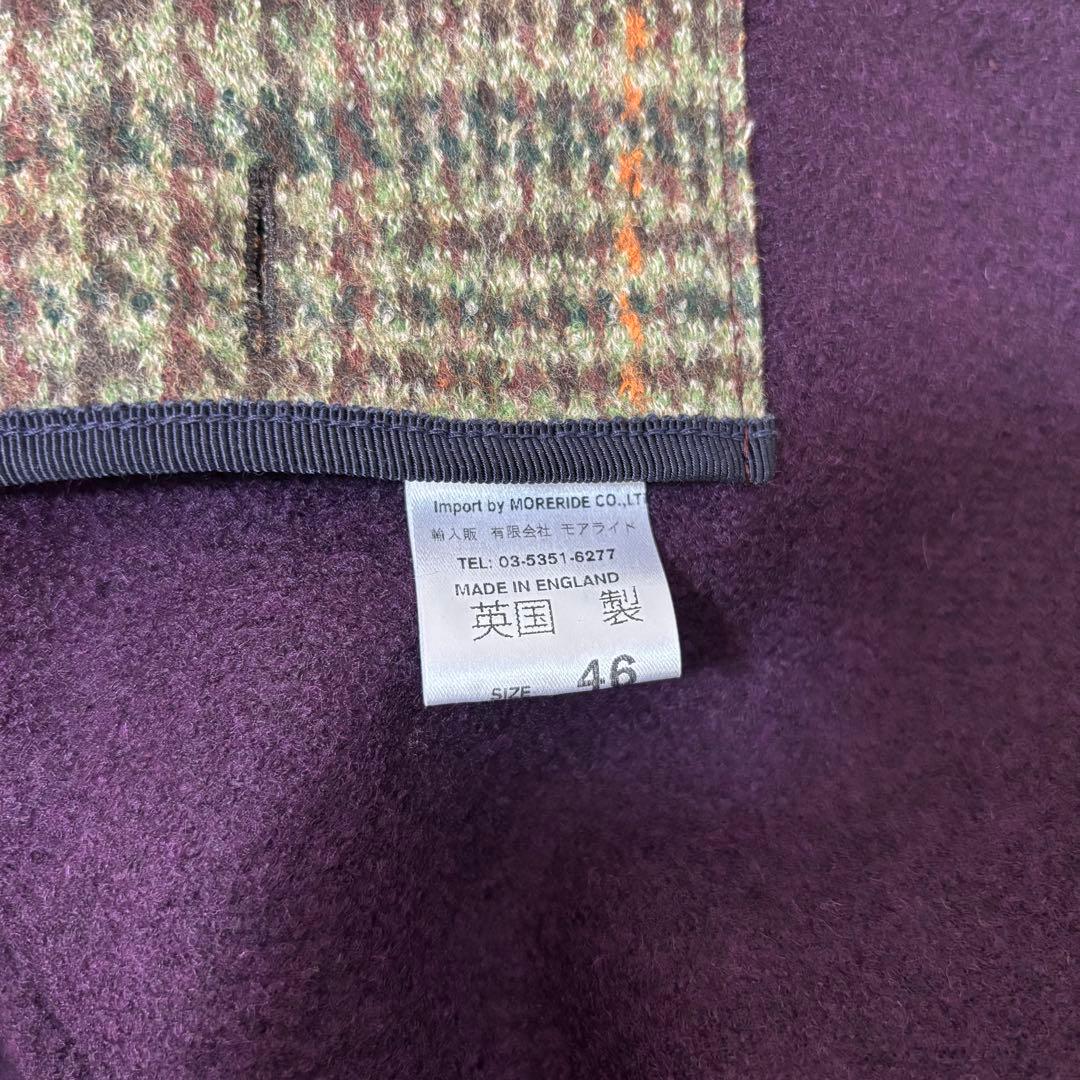 Import by MORERIDE CO.,LT
輸入販 有限会社 モアライド
TEL: 03-5351-6277
MADE IN ENGLAND
英国 製
SIZE 46